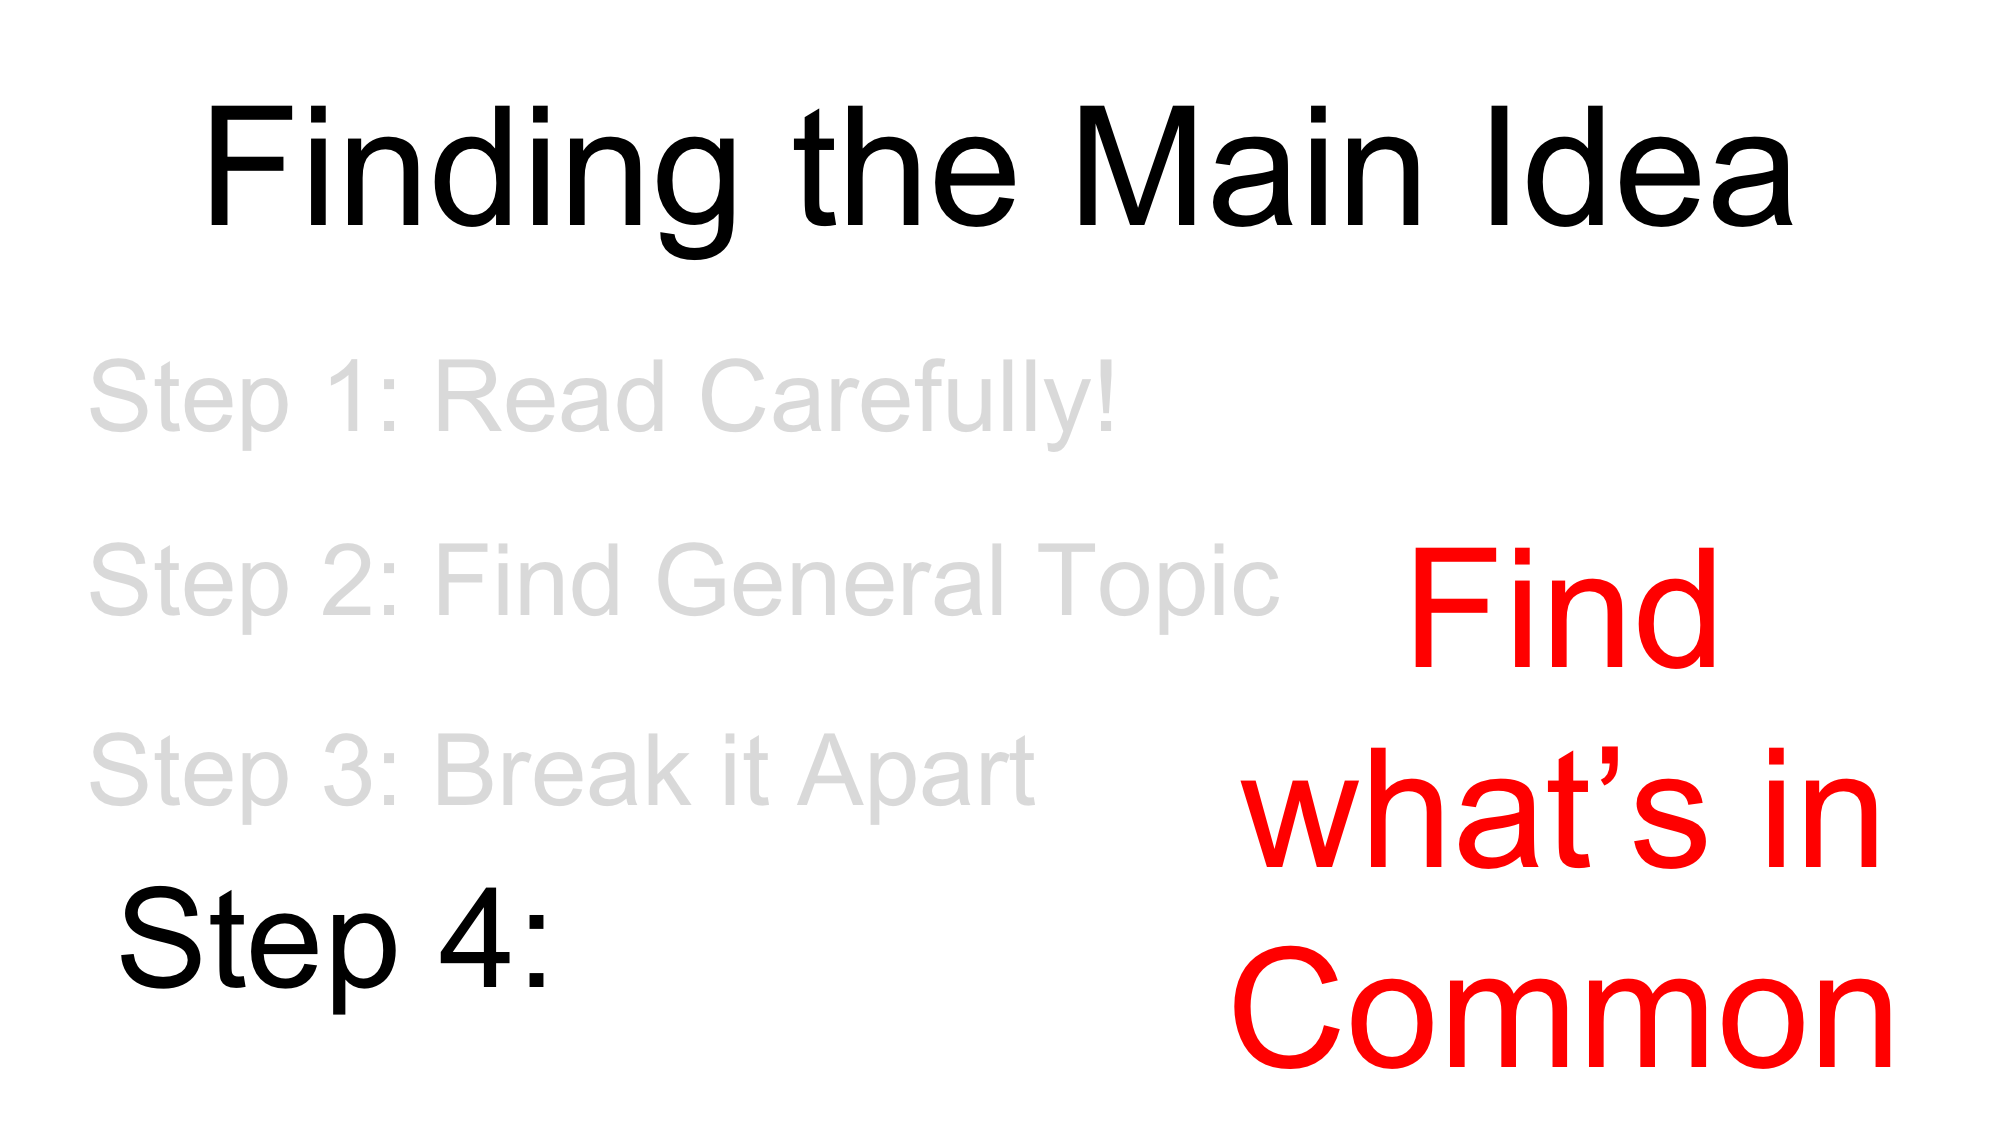 Finding the Main Idea
Step 1: Read Carefully!
Step 2: Find General Topic
Step 3: Break it Apart
Step 4:
Find
what’s in
Common